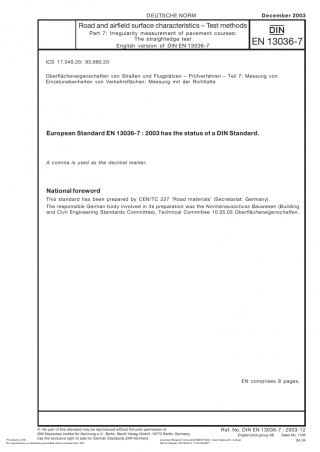 DEUTSCHE NORM
December 2003
Road and airfield surface characteristics – Test methods
Part 7: Irregularity measurement of pavement courses:
The straightedge test
English version of DIN EN 13036-7
DIN
EN 13036-7
ICS 17.040.20; 93.080.20
Oberflächeneigenschaften von Straßen und Flugplätzen – Prüfverfahren – Teil 7: Messung von
Einzelunebenheiten von Verkehrsflächen: Messung mit der Richtlatte
European Standard EN 13036-7 : 2003 has the status of a DIN Standard.
A comma is used as the decimal marker.
National foreword
This standard has been prepared by CEN/TC 227 'Road materials' (Secretariat: Germany).
The responsible German body involved in its preparation was the Normenausschuss Bauwesen (Building
and Civil Engineering Standards Committee), Technical Committee 10.05.03 Oberflächeneigenschaften.
EN comprises 8 pages.
© No part of this standard may be reproduced without the prior permission of
DIN Deutsches Institut für Normung e.V., Berlin. Beuth Verlag GmbH, 10772 Berlin, Germany,
has the exclusive right of sale for German Standards (DIN-Normen).
Ref. No. DIN EN 13036-7 : 2003-12
English price group 08 Sales No. 1108
04.04